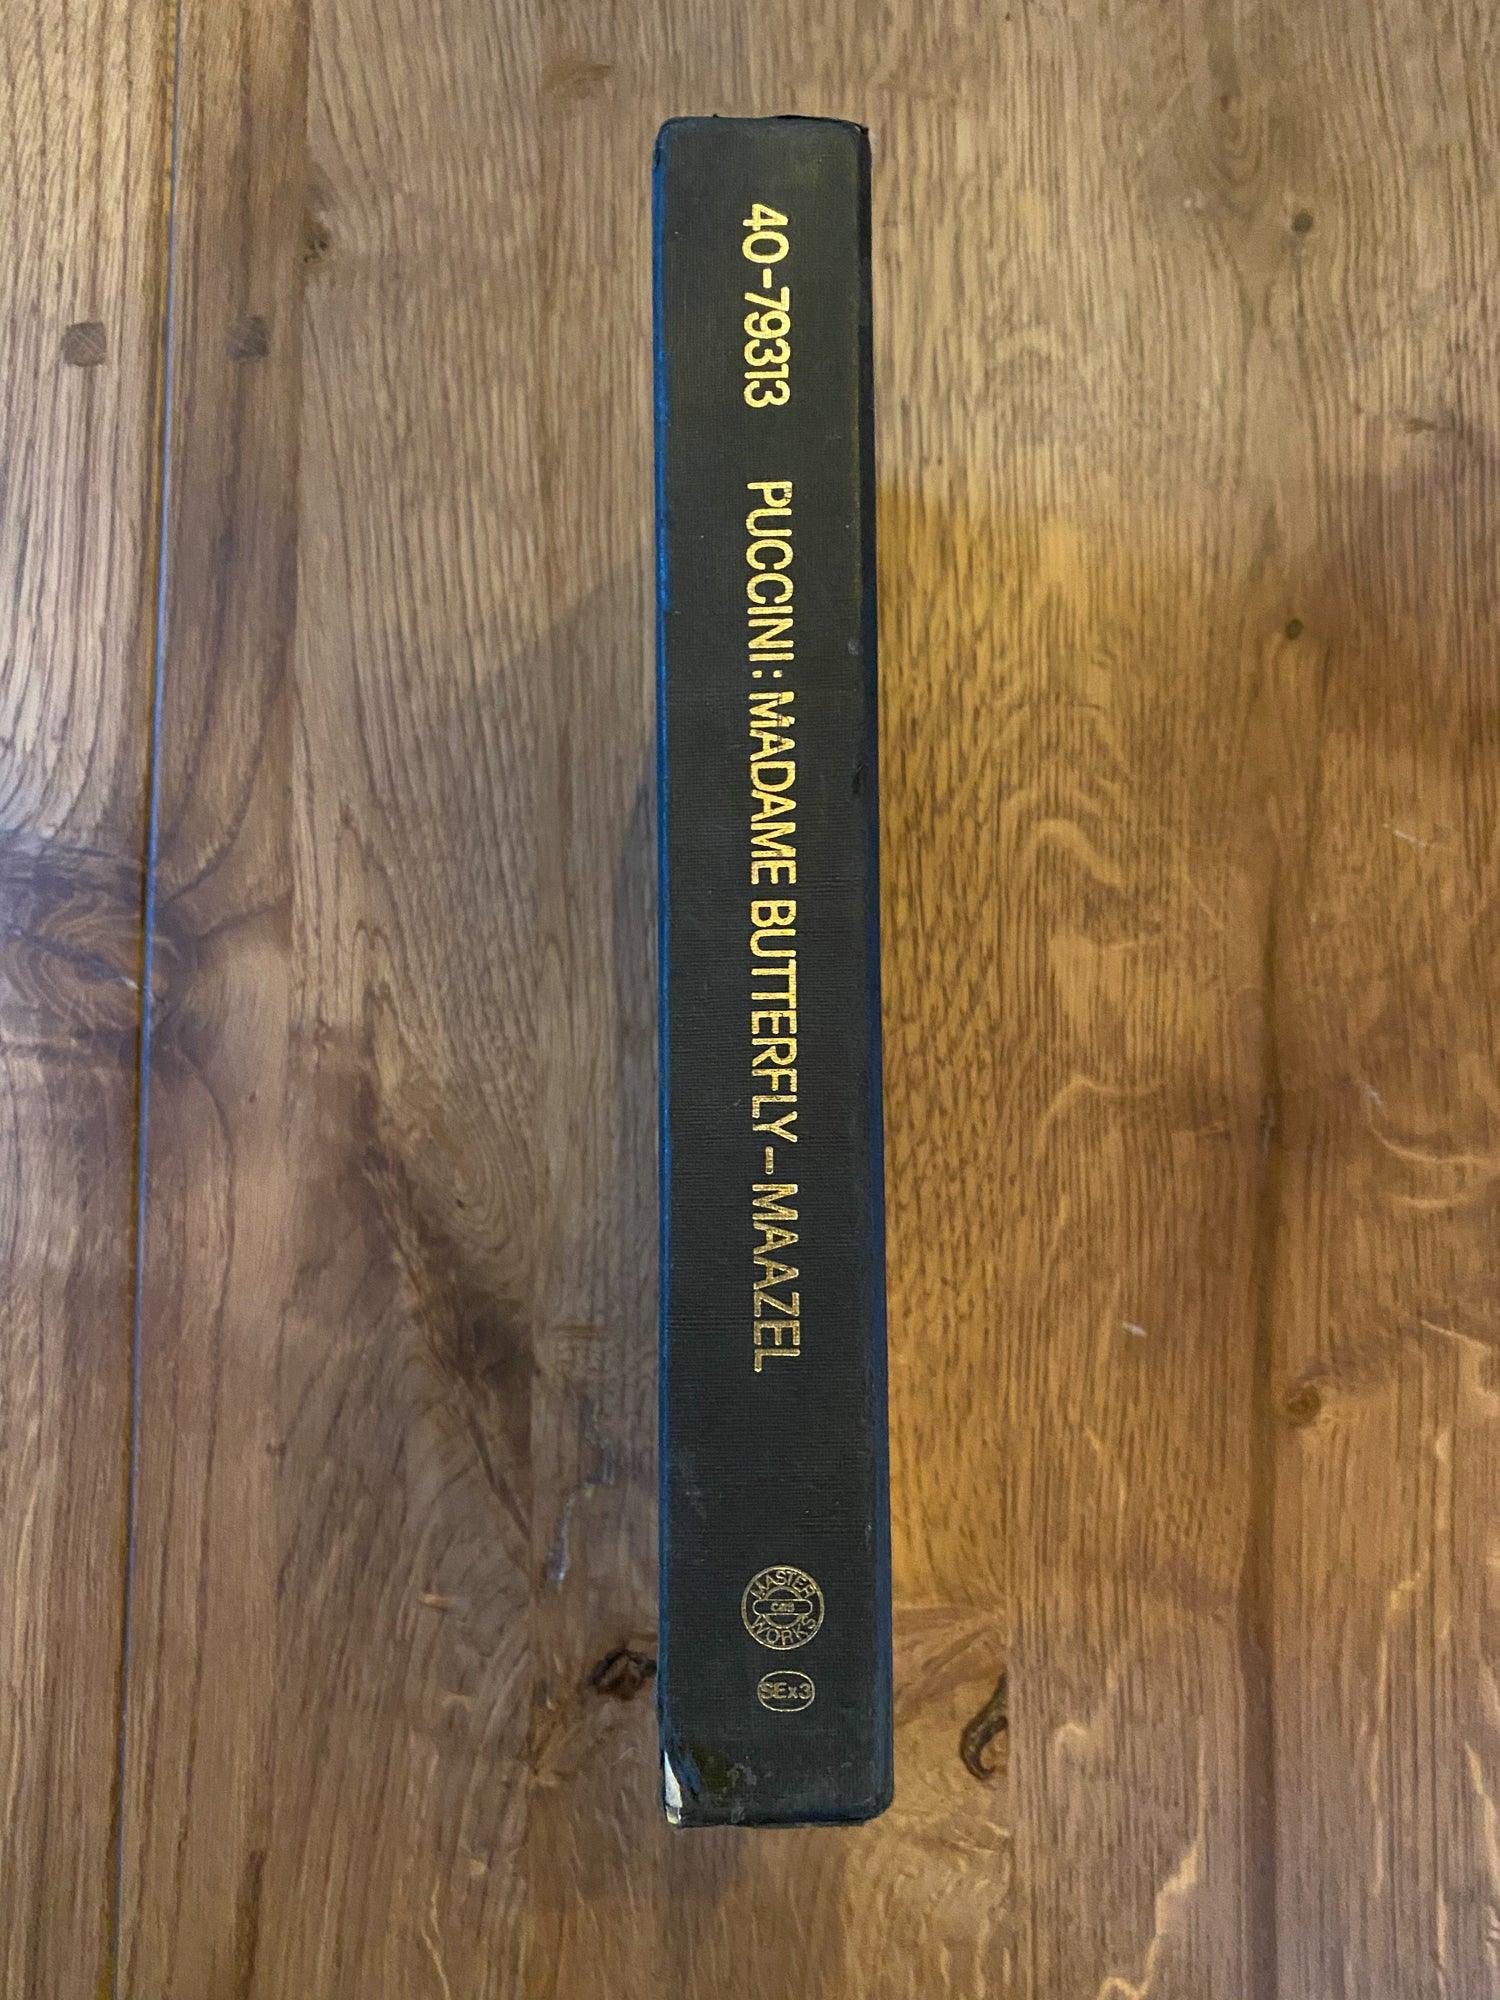 40-79313 PUCCINI: MADAME BUTTERFLY-MAAZEL
MASTER
CBS
WORKS
SEx3